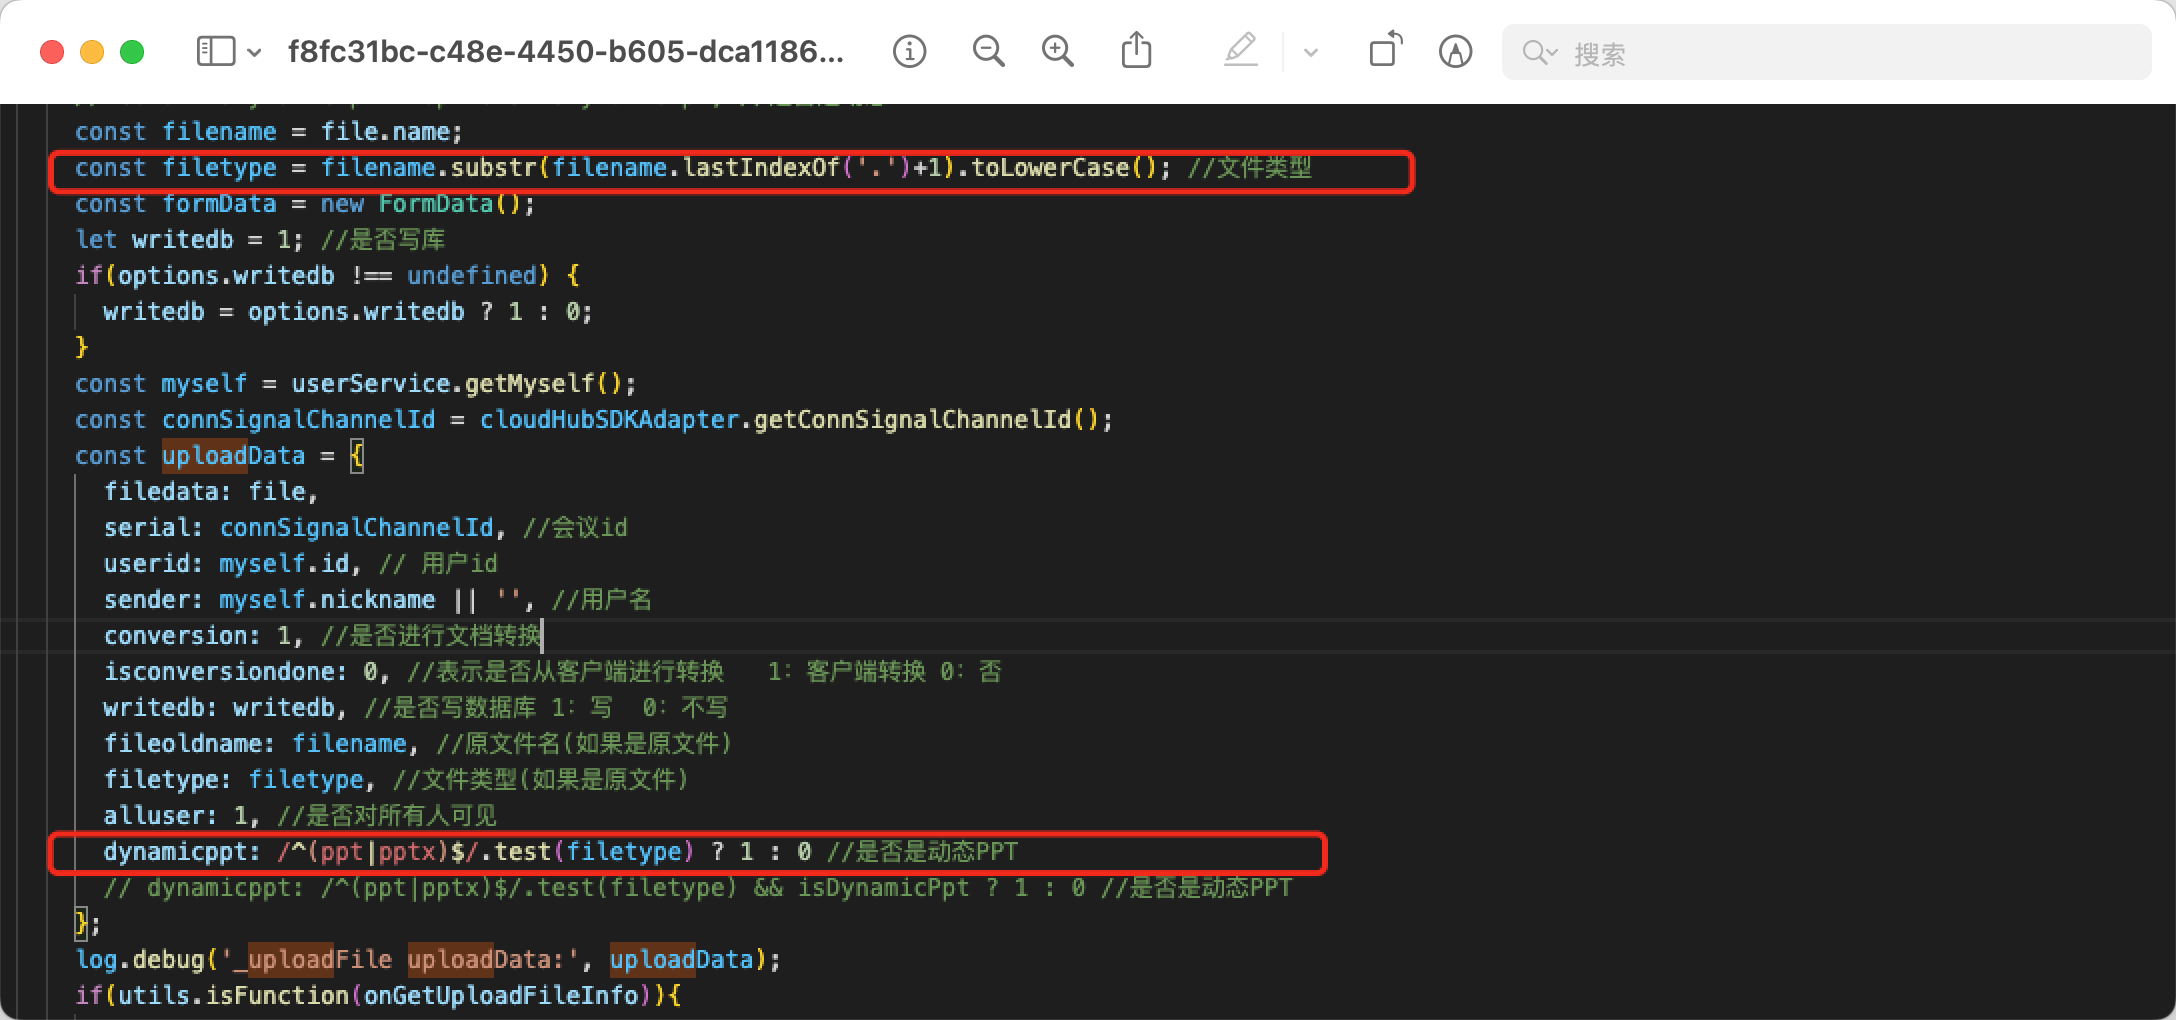 f8fc31bc-c48e-4450-b605-dca1186...
搜索
const filename = file.name;
const filetype = filename.substr(filename.lastIndexOf('.')+1).toLowerCase(); //文件类型
const formData = new FormData();
let writedb = 1; //是否写库
if(options.writedb !== undefined) {
writedb = options.writedb ? 1 : 0;
}
const myself = userService.getMyself();
const connSignalChannelId = cloudHubSDKAdapter.getConnSignalChannelId();
const uploadData = {
filedata: file,
serial: connSignalChannelId, //会议id
userid: myself.id, // 用户id
sender: myself.nickname || '', //用户名
conversion: 1, //是否进行文档转换
isconversiondone: 0, //表示是否从客户端进行转换   1: 客户端转换 0: 否
writedb: writedb, //是否写数据库 1: 写  0: 不写
fileoldname: filename, //原文件名(如果是原文件)
filetype: filetype, //文件类型(如果是原文件)
alluser: 1, //是否对所有人可见
dynamicppt: /^(ppt|pptx)$/.test(filetype) ? 1 : 0 //是否是动态PPT
// dynamicppt: /^(ppt|pptx)$/.test(filetype) && isDynamicPpt ? 1 : 0 //是否是动态PPT
};
log.debug('_uploadFile uploadData:', uploadData);
if(utils.isFunction(onGetUploadFileInfo)){